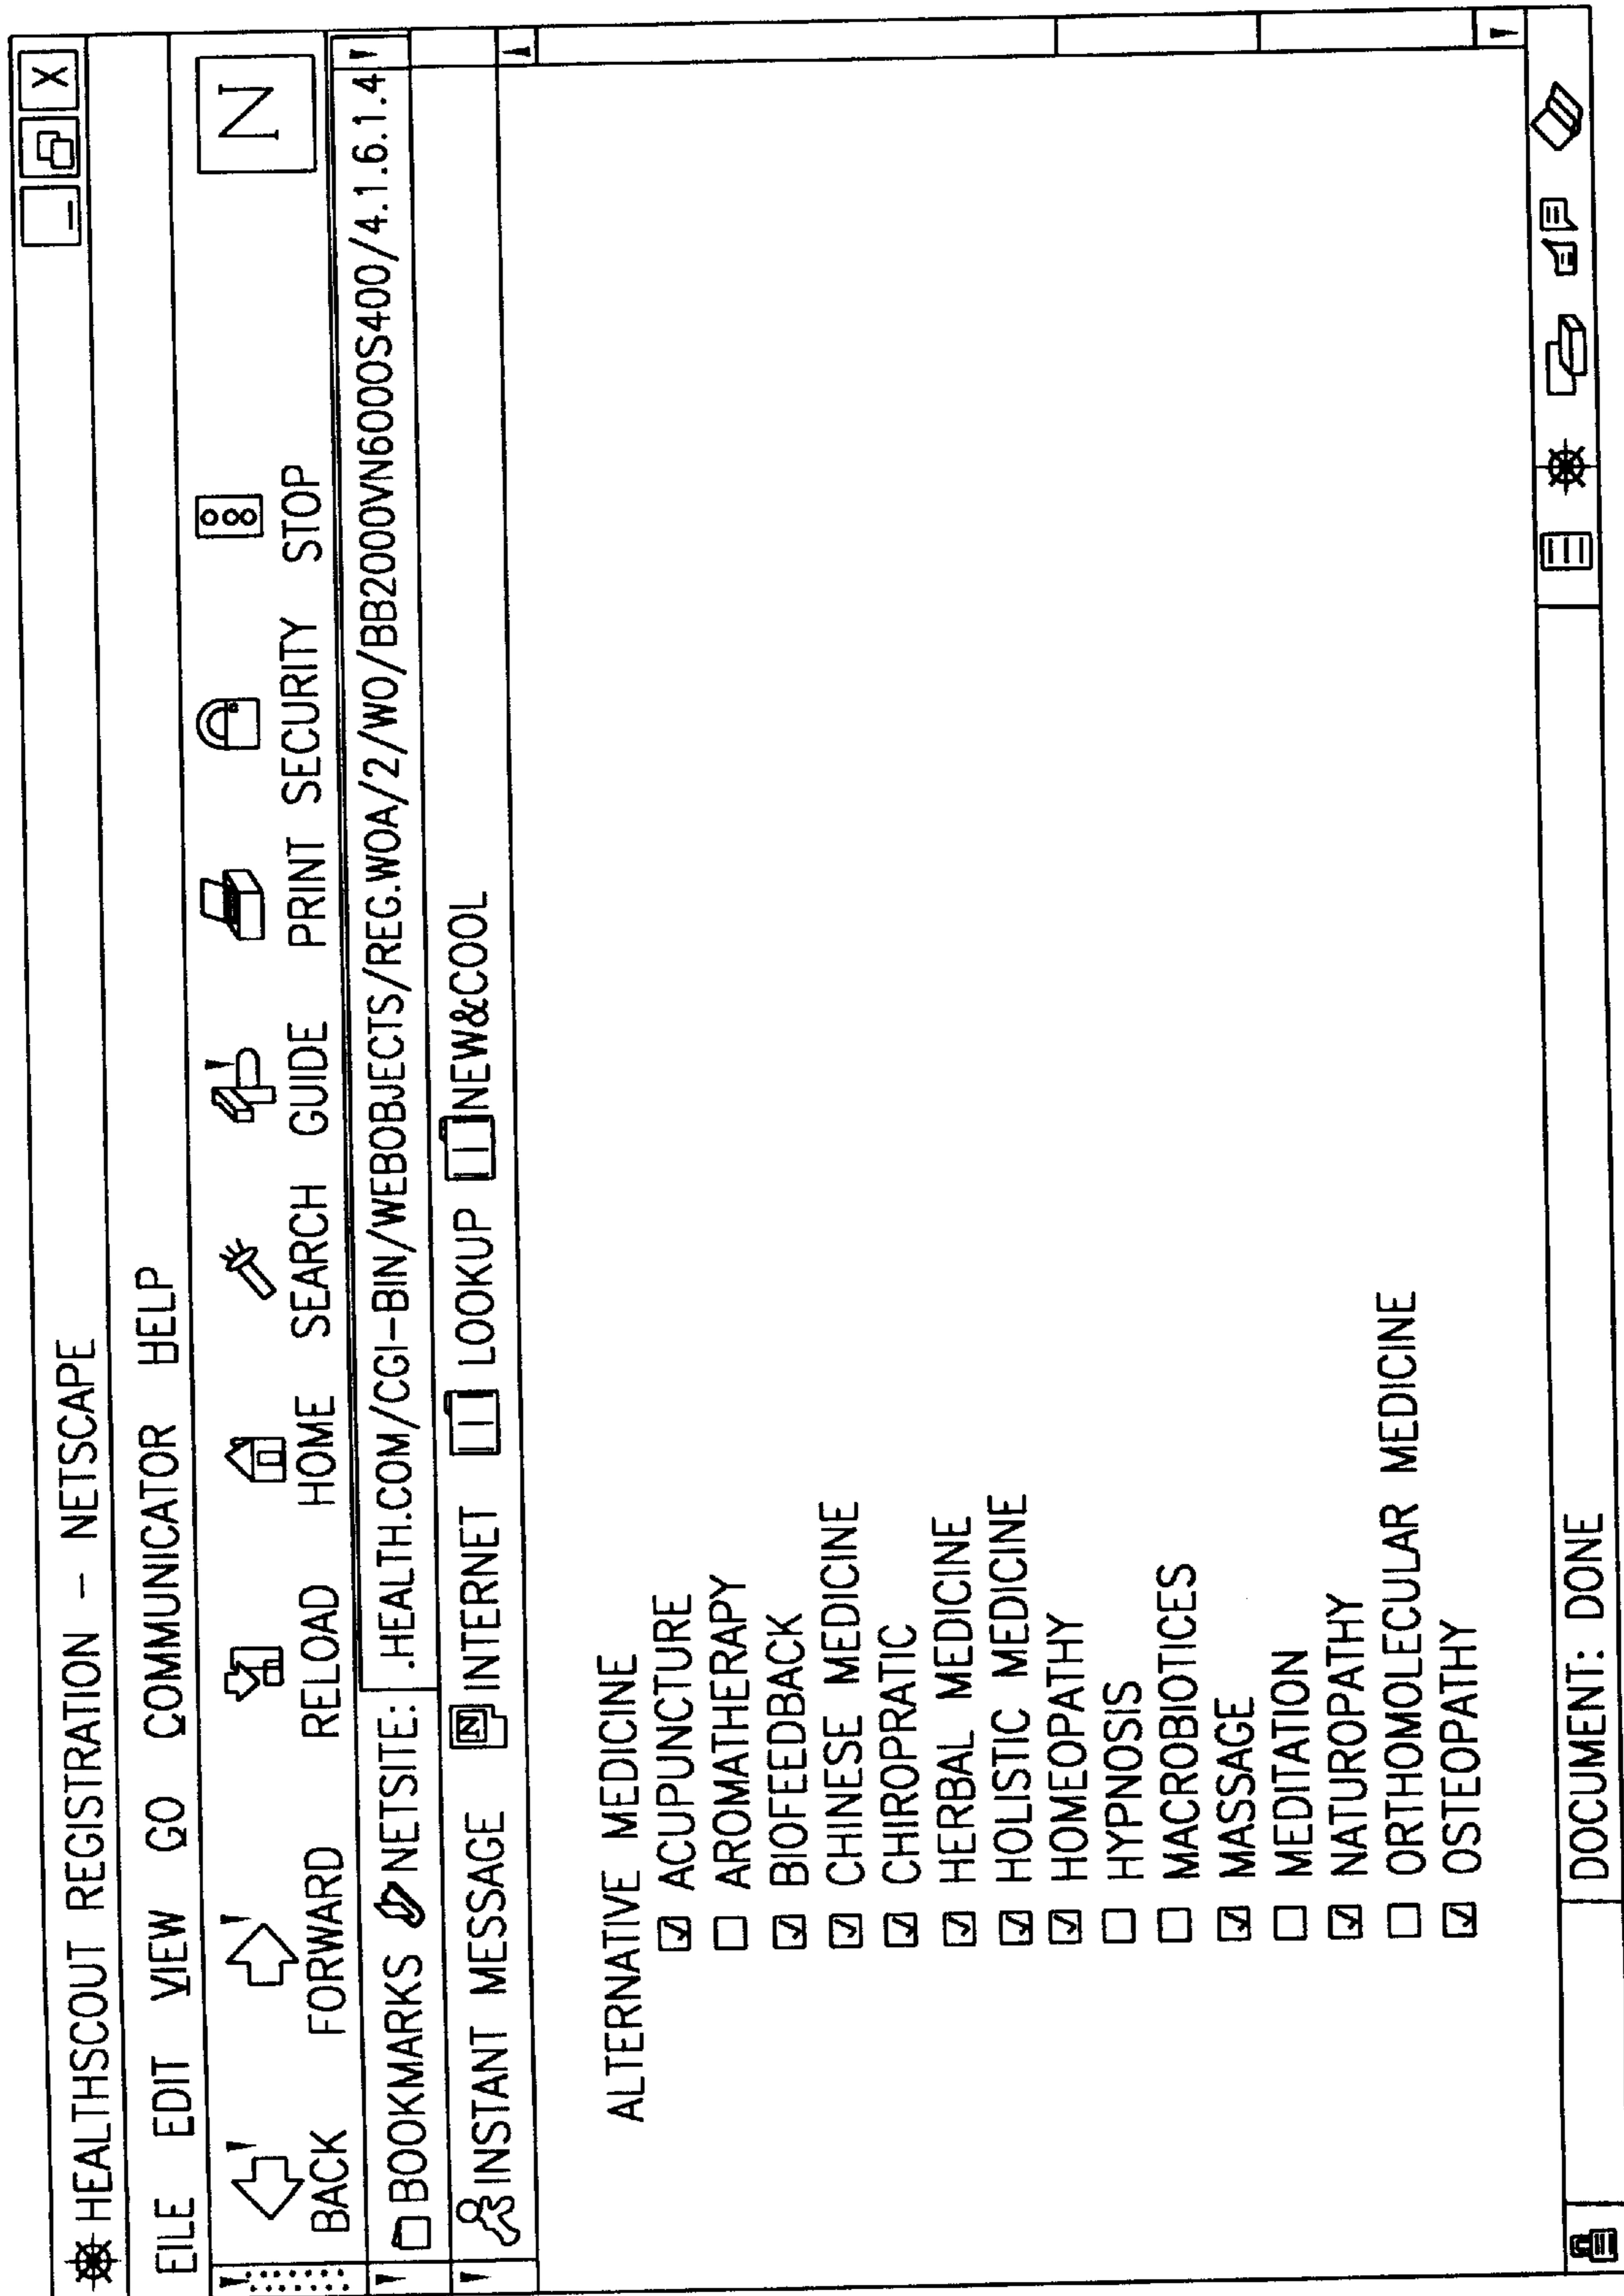 HEALTHSCOUT REGISTRATION - NETSCAPE
X
FILE EDIT VIEW GO COMMUNICATOR HELP
BACK FORWARD RELOAD HOME SEARCH GUIDE PRINT SECURITY STOP
N
BOOKMARKS NETSITE: .HEALTH.COM/CGI-BIN/WEBOBJECTS/REG.WOA/2/WO/BB2000VN6000S400/4.1.6.1.4
INSTANT MESSAGE N INTERNET LOOKUP NEW&COOL
ALTERNATIVE MEDICINE
ACUPUNCTURE
AROMATHERAPY
BIOFEEDBACK
CHINESE MEDICINE
CHIROPRATIC
HERBAL MEDICINE
HOLISTIC MEDICINE
HOMEOPATHY
HYPNOSIS
MACROBIOTICES
MASSAGE
MEDITATION
NATUROPATHY
ORTHOMOLECULAR MEDICINE
OSTEOPATHY
DOCUMENT: DONE